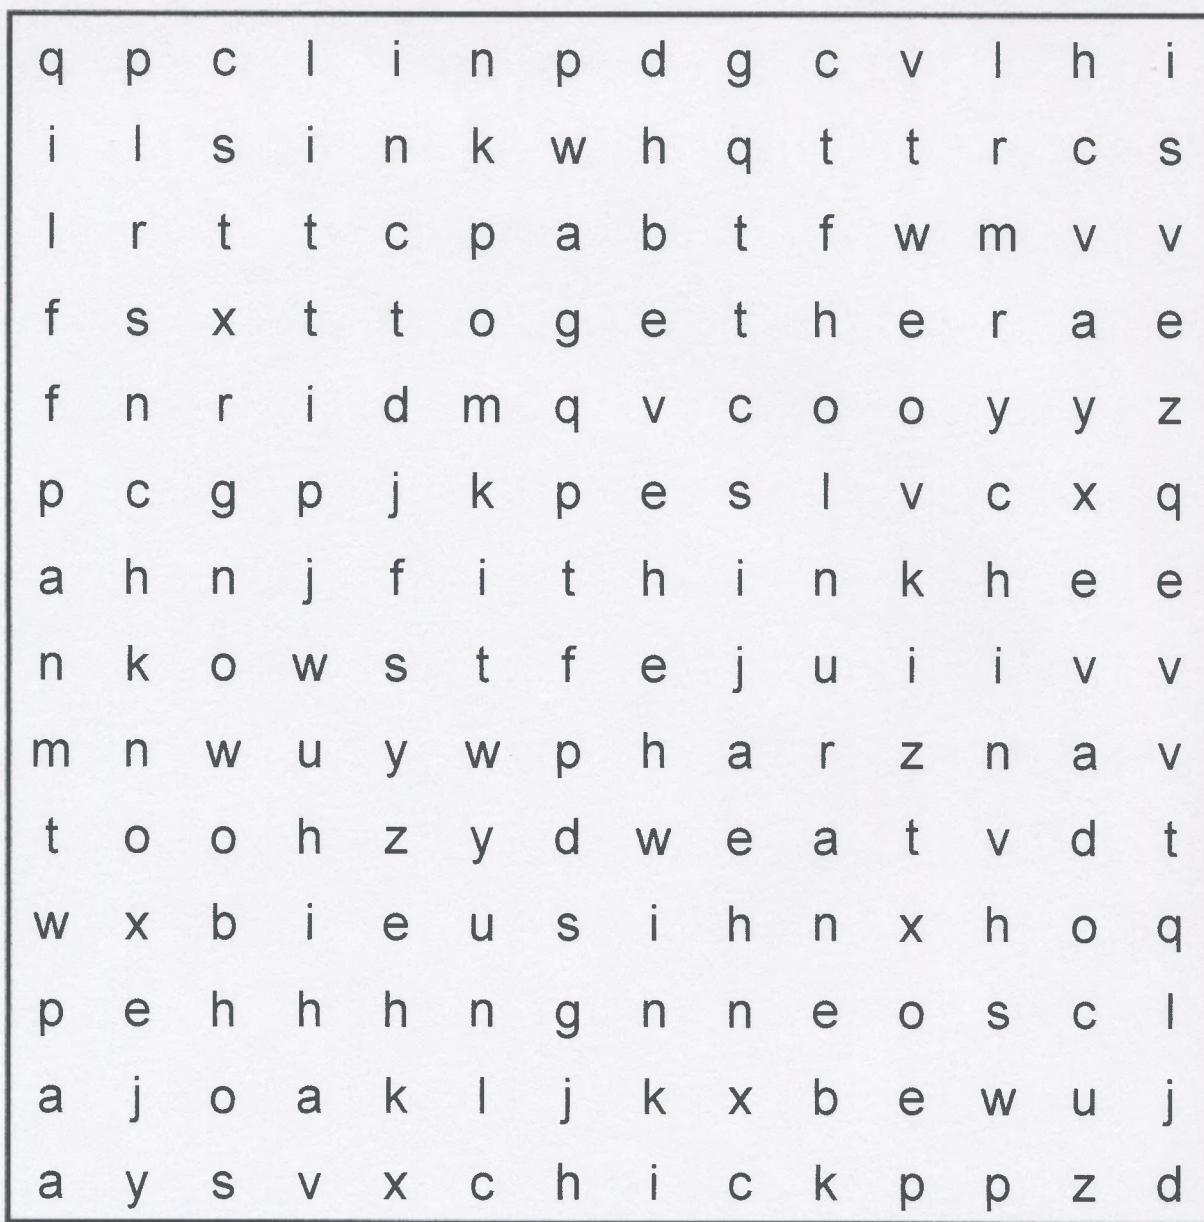 q p c l i n p d g c v l h i
i l s i n k w h q t t r c s
l r t t c p a b t f w m v v
f s x t t o g e t h e r a e
f n r i d m q v c o o y y z
p c g p j k p e s l v c x q
a h n j f i t h i n k h e e
n k o w s t f e j u i i v v
m n w u y w p h a r z n a v
t o o h z y d w e a t v d t
w x b i e u s i h n x h o q
p e h h h n g n n e o s c l
a j o a k l j k x b e w u j
a y s v x c h i c k p p z d